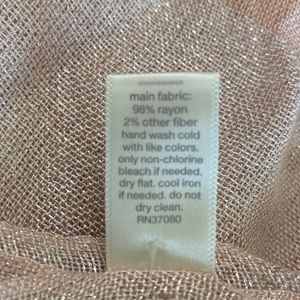 main fabric:
98% rayon
2% other fiber
hand wash cold
with like colors.
only non-chlorine
bleach if needed.
dry flat. cool iron
if needed. do not
dry clean.
RN37080